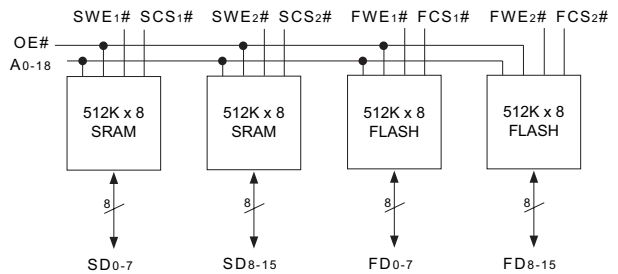 SWE1# SCS1# SWE2# SCS2# FWE1# FCS1# FWE2# FCS2#
OE#
A0-18
512K x 8 512K x 8 512K x 8 512K x 8
SRAM SRAM FLASH FLASH
8 8 8 8
SD0-7 SD8-15 FD0-7 FD8-15